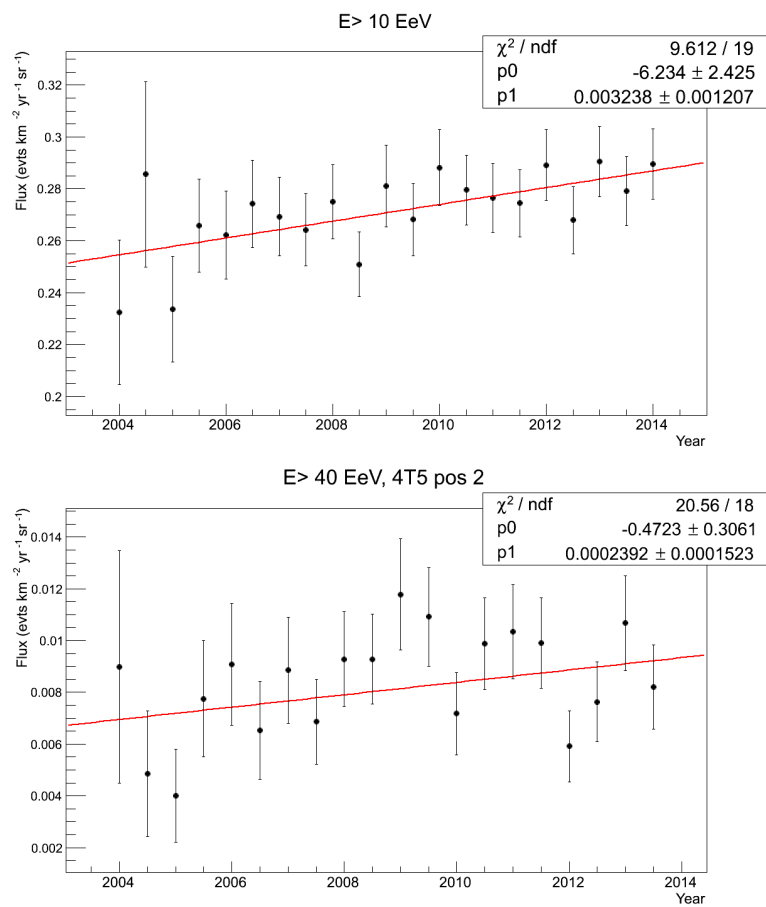 E> 10 EeV
χ² / ndf 9.612 / 19
p0 -6.234 ± 2.425
p1 0.003238 ± 0.001207
Flux (evts km⁻² yr⁻¹ sr⁻¹)
0.32
0.3
0.28
0.26
0.24
0.22
0.2
2004 2006 2008 2010 2012 2014
Year
E> 40 EeV, 4T5 pos 2
χ² / ndf 20.56 / 18
p0 -0.4723 ± 0.3061
p1 0.0002392 ± 0.0001523
Flux (evts km⁻² yr⁻¹ sr⁻¹)
0.014
0.012
0.01
0.008
0.006
0.004
0.002
2004 2006 2008 2010 2012 2014
Year